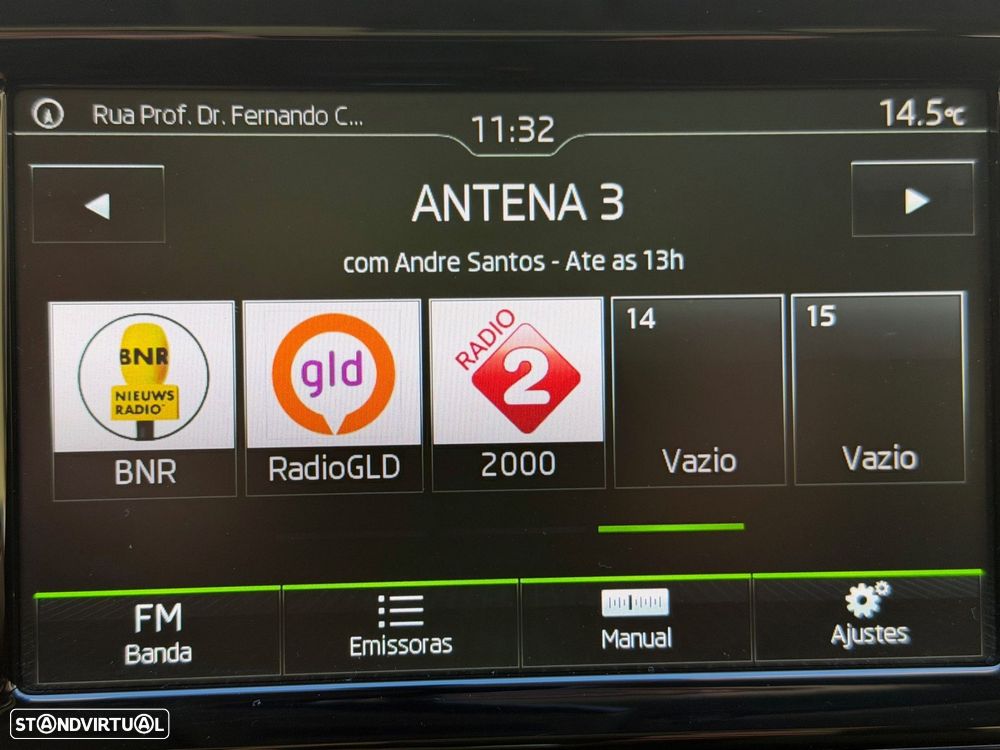 Rua Prof. Dr. Fernando C...
11:32
14.5°C
ANTENA 3
com Andre Santos - Ate as 13h
BNR
NIEUWS
RADIO
BNR
gld
RadioGLD
RADIO
2
2000
14
Vazio
15
Vazio
FM
Banda
Emissoras
Manual
Ajustes
STANDVIRTUAL